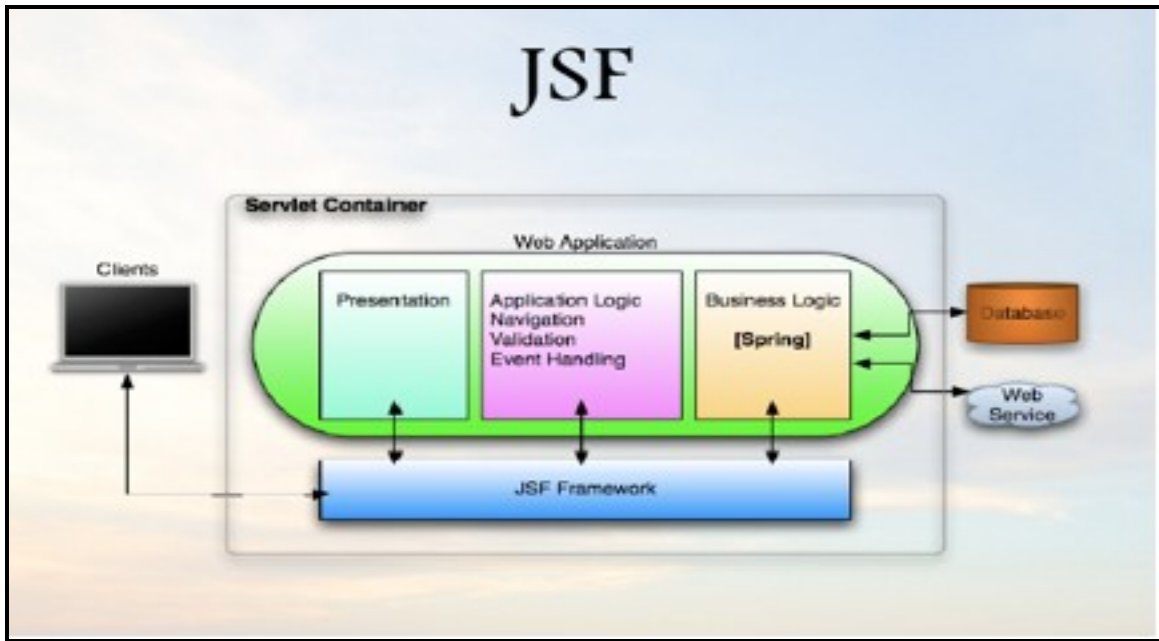 JSF
Servlet Container
Web Application
Clients
Presentation
Application Logic
Navigation
Validation
Event Handling
Business Logic
[Spring]
Database
Web
Service
JSF Framework